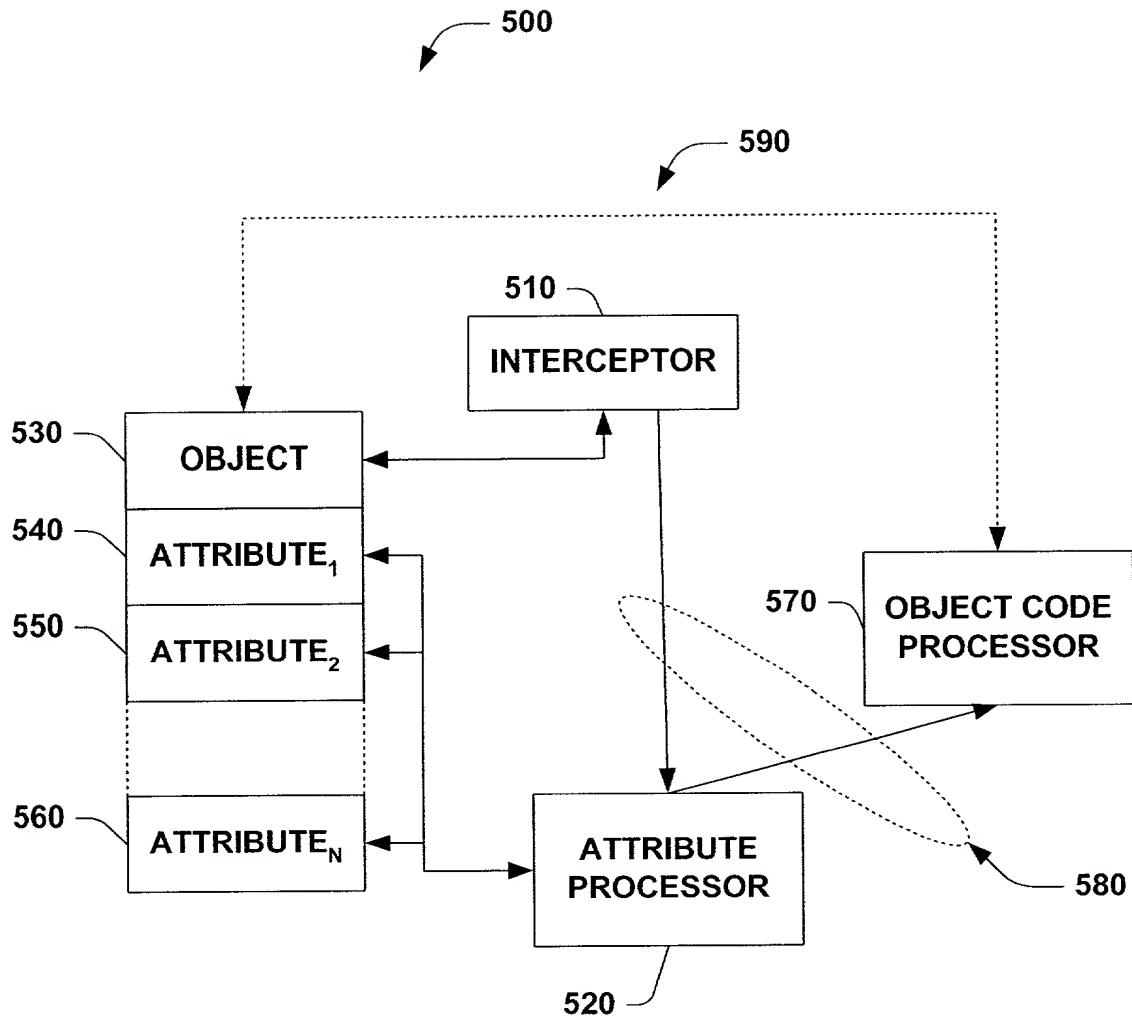 500
590
510
INTERCEPTOR
530
OBJECT
540
ATTRIBUTE1
550
ATTRIBUTE2
570
OBJECT CODE
PROCESSOR
560
ATTRIBUTEN
ATTRIBUTE
PROCESSOR
580
520